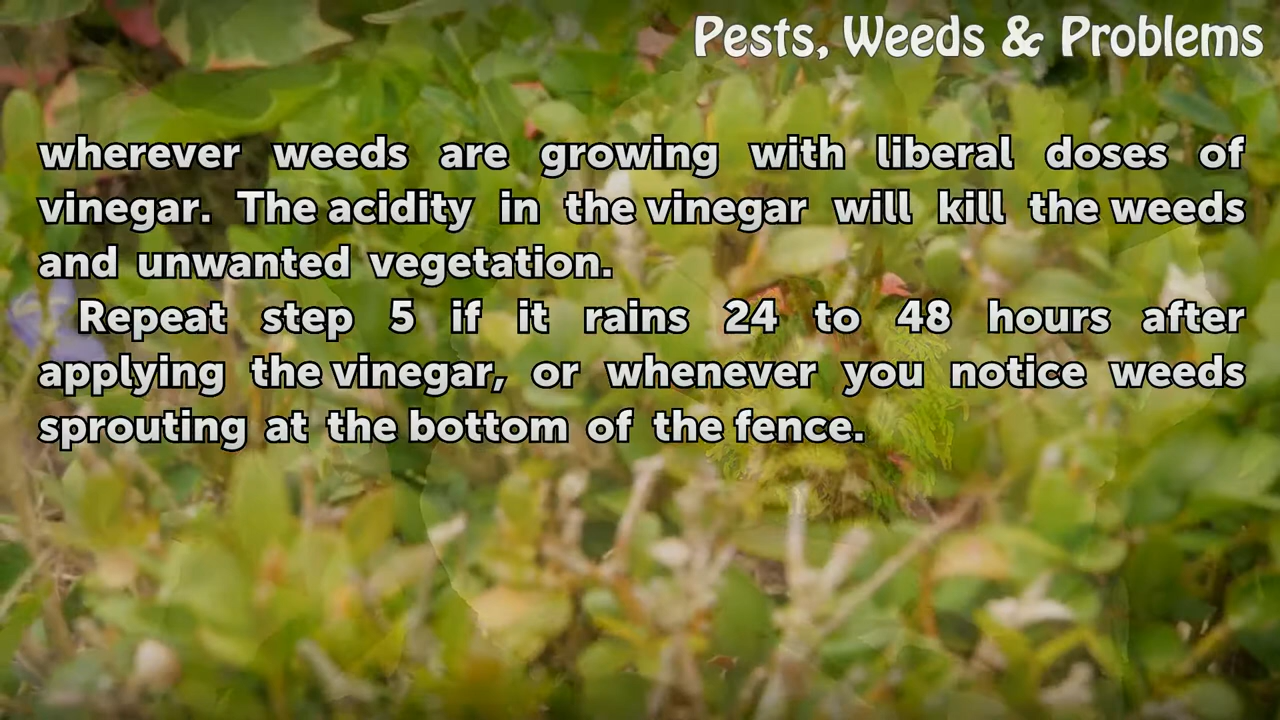 Pests, Weeds & Problems
wherever weeds are growing with liberal doses of
vinegar. The acidity in the vinegar will kill the weeds
and unwanted vegetation.
Repeat step 5 if it rains 24 to 48 hours after
applying the vinegar, or whenever you notice weeds
sprouting at the bottom of the fence.